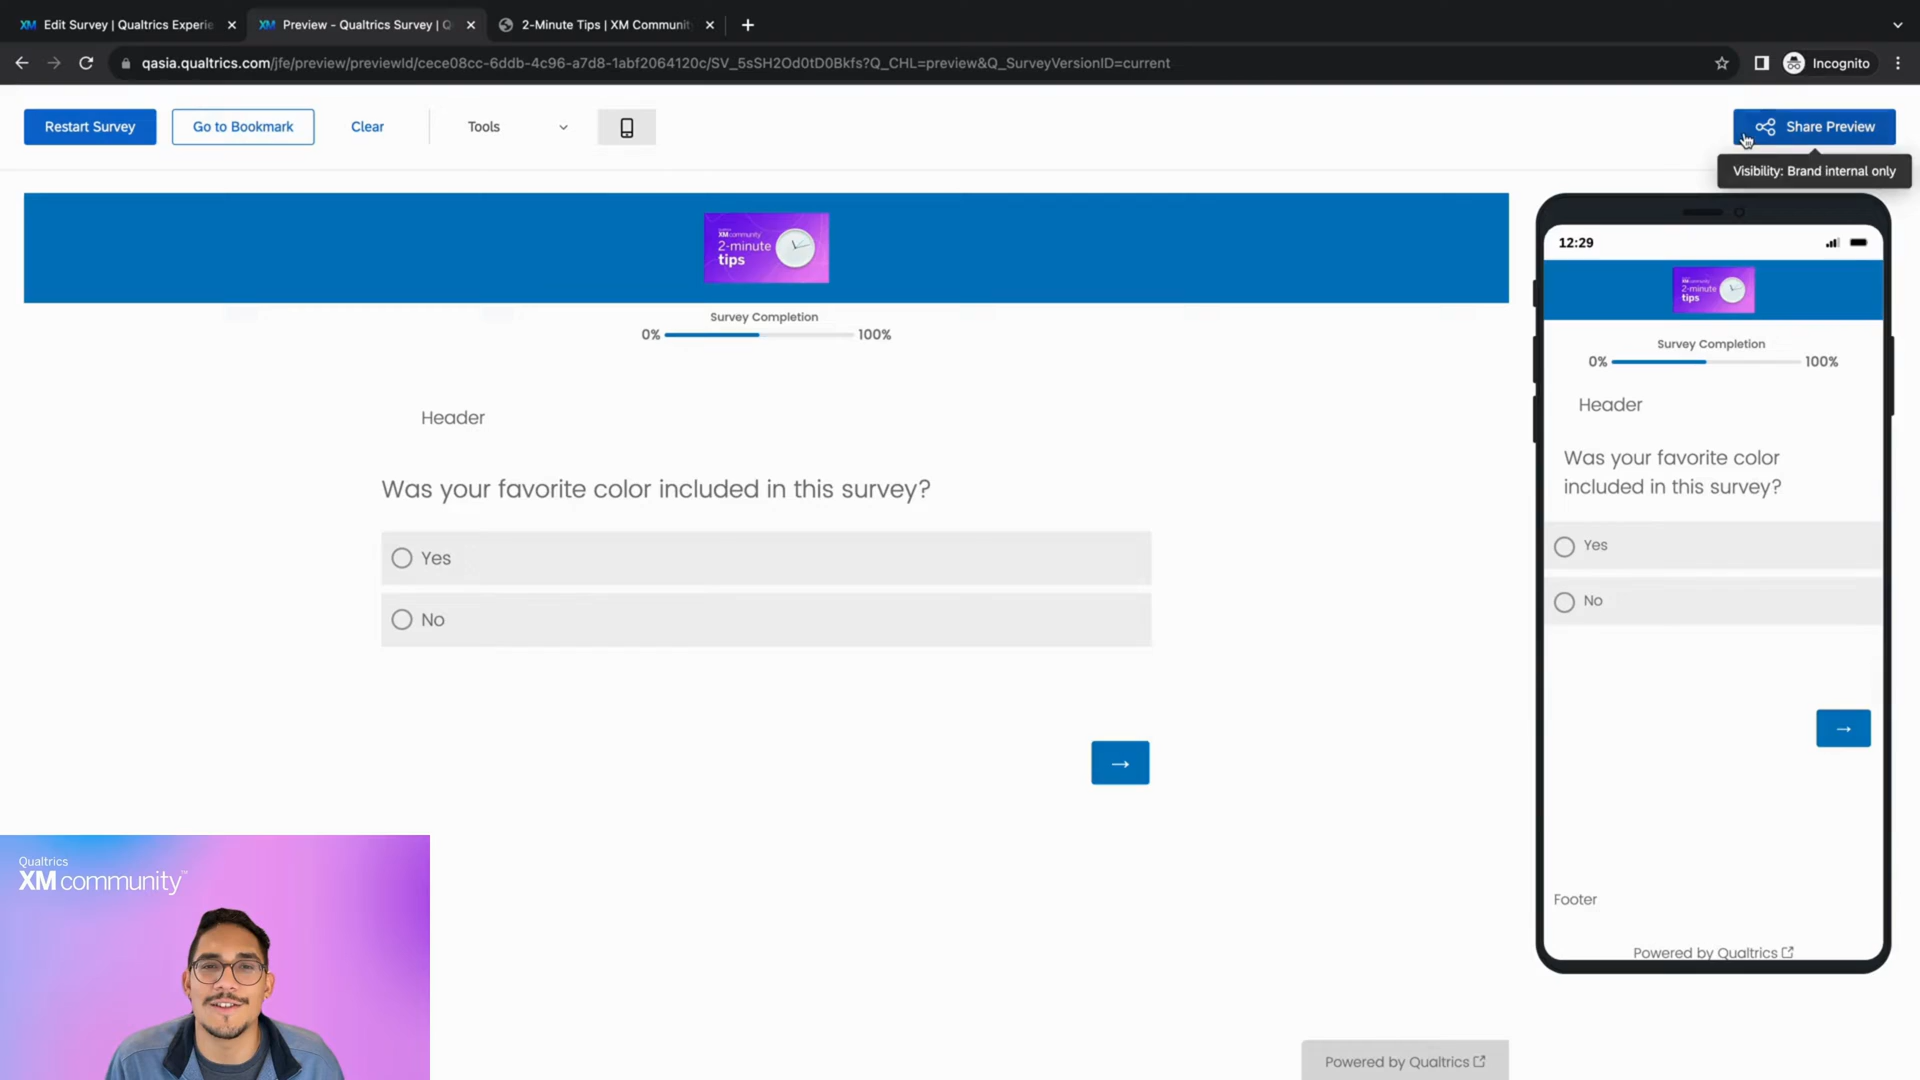 Edit Survey | Qualtrics Experie
Preview - Qualtrics Survey | Q
2-Minute Tips | XM Communit
qasia.qualtrics.com/jfe/preview/previewId/cece08cc-6ddb-4c96-a7d8-1abf2064120c/SV_5sSH2Od0tD0Bkfs?Q_CHL=preview&Q_SurveyVersionID=current
Incognito
Restart Survey
Go to Bookmark
Clear
Tools
Share Preview
Visibility: Brand internal only
XMcommunity
2-minute
tips
Survey Completion
0% 100%
Header
Was your favorite color included in this survey?
Yes
No
→
Powered by Qualtrics
12:29
XMcommunity
2-minute
tips
Survey Completion
0% 100%
Header
Was your favorite color
included in this survey?
Yes
No
→
Footer
Powered by Qualtrics
Qualtrics
XM community™